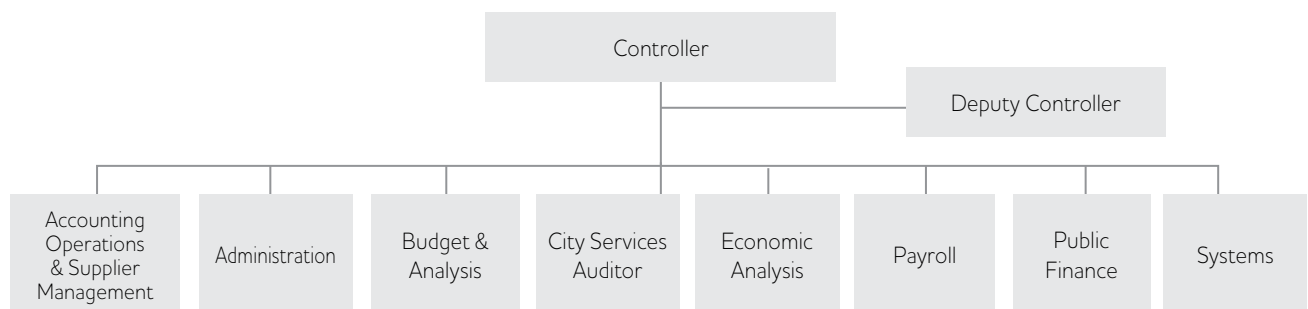 Controller
Deputy Controller
Accounting
Operations
& Supplier
Management
Administration
Budget &
Analysis
City Services
Auditor
Economic
Analysis
Payroll
Public
Finance
Systems